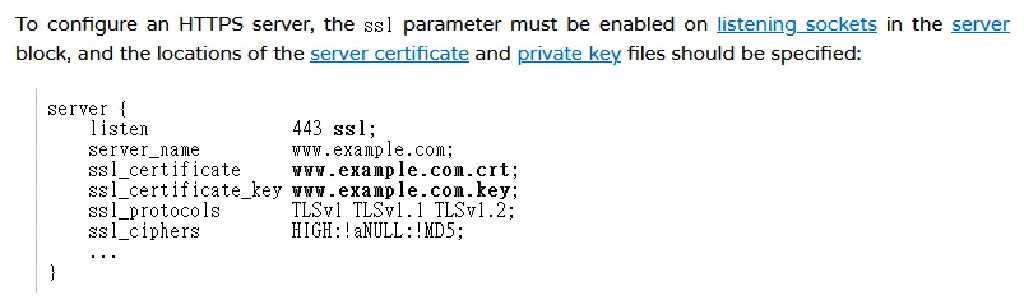 To configure an HTTPS server, the ssl parameter must be enabled on listening sockets in the server
block, and the locations of the server certificate and private key files should be specified:
server {
    listen              443 ssl;
    server_name         www.example.com;
    ssl_certificate     www.example.com.crt;
    ssl_certificate_key www.example.com.key;
    ssl_protocols       TLSv1 TLSv1.1 TLSv1.2;
    ssl_ciphers         HIGH:!aNULL:!MD5;
    ...
}